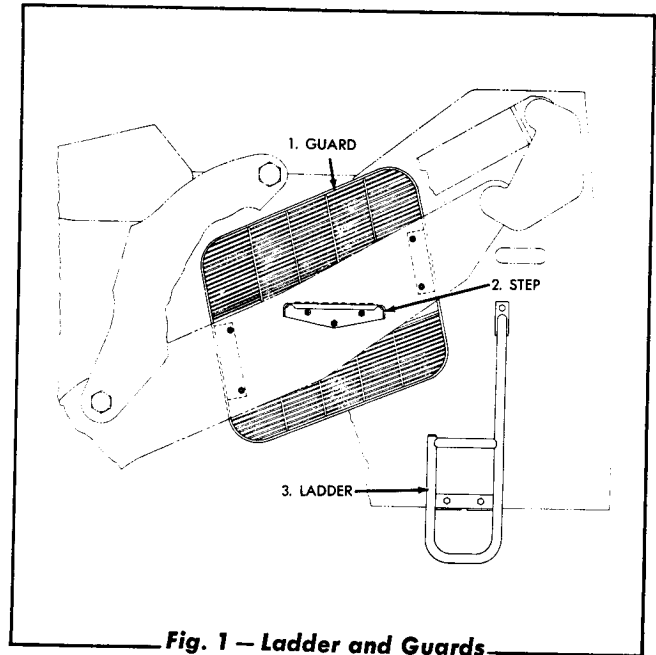 1. GUARD
2. STEP
3. LADDER
Fig. 1 — Ladder and Guards